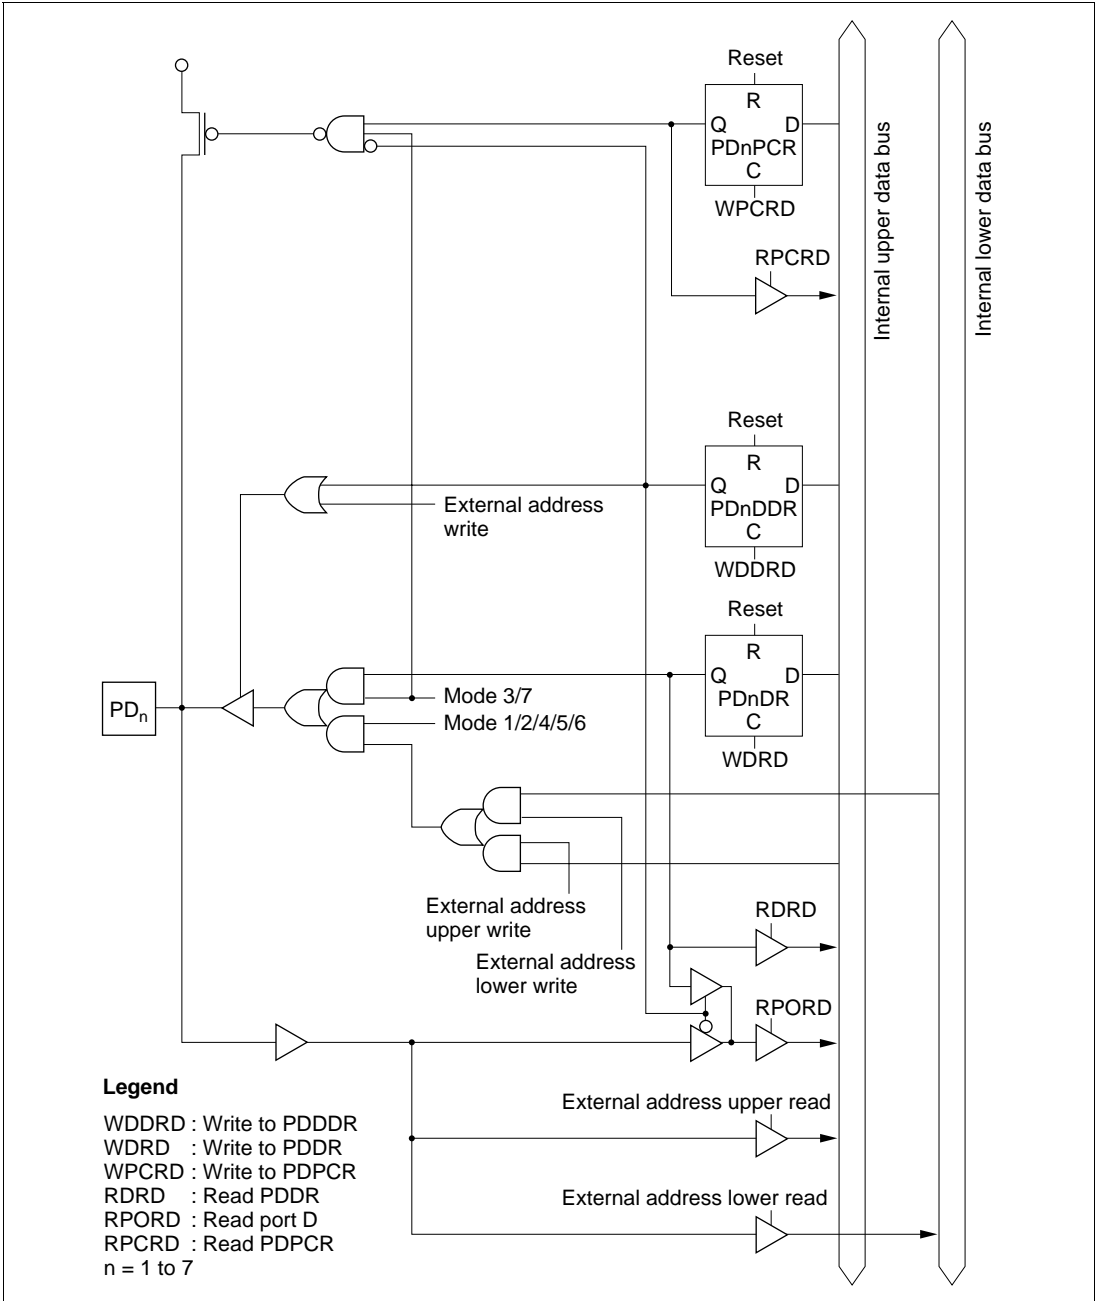 Reset
R
Q D
PDnPCR
C
WPCRD
RPCRD
Internal upper data bus
Internal lower data bus
Reset
R
Q D
PDnDDR
C
WDDRD
External address
write
Reset
R
Q D
PDnDR
C
WDRD
PDn
Mode 3/7
Mode 1/2/4/5/6
External address
upper write
External address
lower write
RDRD
RPORD
External address upper read
External address lower read
Legend
WDDRD : Write to PDDDR
WDRD : Write to PDDR
WPCRD : Write to PDPCR
RDRD : Read PDDR
RPORD : Read port D
RPCRD : Read PDPCR
n = 1 to 7